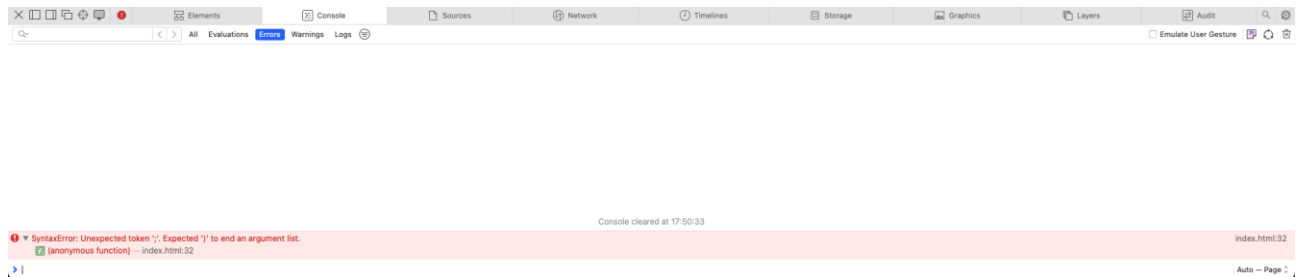 Elements Console Sources Network Timelines Storage Graphics Layers Audit
All Evaluations Errors Warnings Logs Emulate User Gesture
Console cleared at 17:50:33
SyntaxError: Unexpected token ';'. Expected ')' to end an argument list. index.html:32
f (anonymous function) — index.html:32
Auto — Page